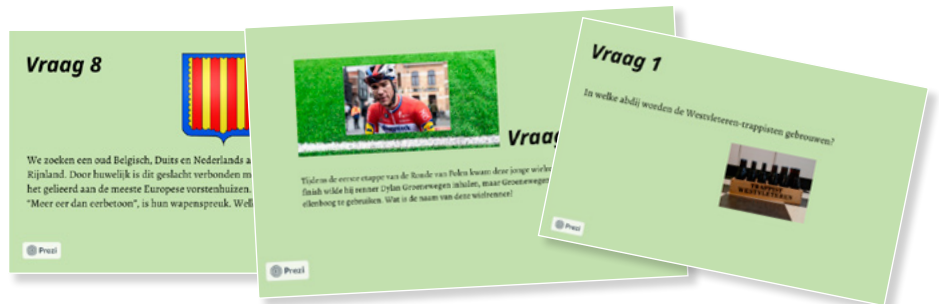 Vraag 8
We zoeken een oud Belgisch, Duits en Nederlands
Rijnland. Door huwelijk is dit geslacht verbonden
het gelieerd aan de meeste Europese vorstenhuizen.
"Meer eer dan eerbetoon", is hun wapenspreuk.
Prezi
Vraag
Tijdens de eerste etappe van de Ronde van Polen kwam deze jonge
finish wilde hij renner Dylan Groenewegen inhalen, maar Groenewegen
elleboog te gebruiken. Wat is de naam van deze wielrenner?
Prezi
Vraag 1
In welke abdij worden de Westvleteren-trappisten gebrouwen?
TRAPPIST
WESTVLETEREN
Prezi